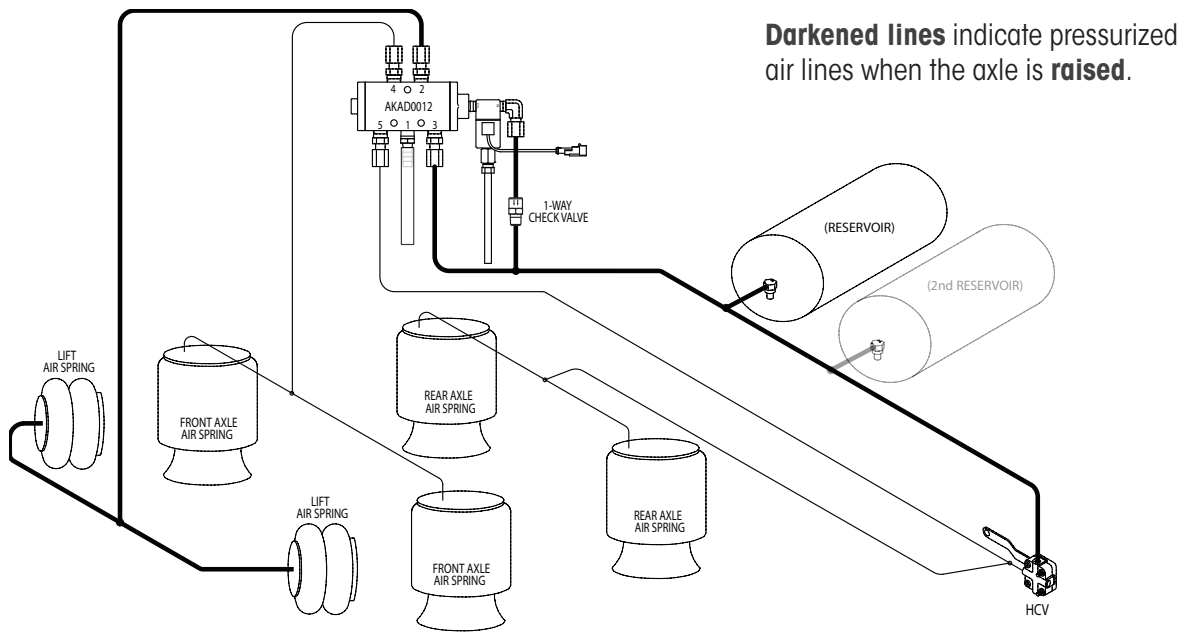 Darkened lines indicate pressurized
air lines when the axle is raised.
4 2
AKAD0012
5 1 3
1-WAY
CHECK VALVE
(RESERVOIR)
(2nd RESERVOIR)
LIFT
AIR SPRING
FRONT AXLE
AIR SPRING
REAR AXLE
AIR SPRING
LIFT
AIR SPRING
FRONT AXLE
AIR SPRING
REAR AXLE
AIR SPRING
HCV